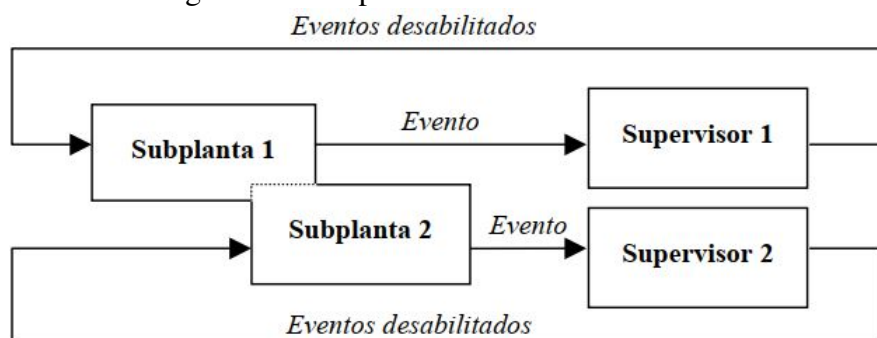 Eventos desabilitados
Evento
Subplanta 1
Supervisor 1
Subplanta 2
Evento
Supervisor 2
Eventos desabilitados